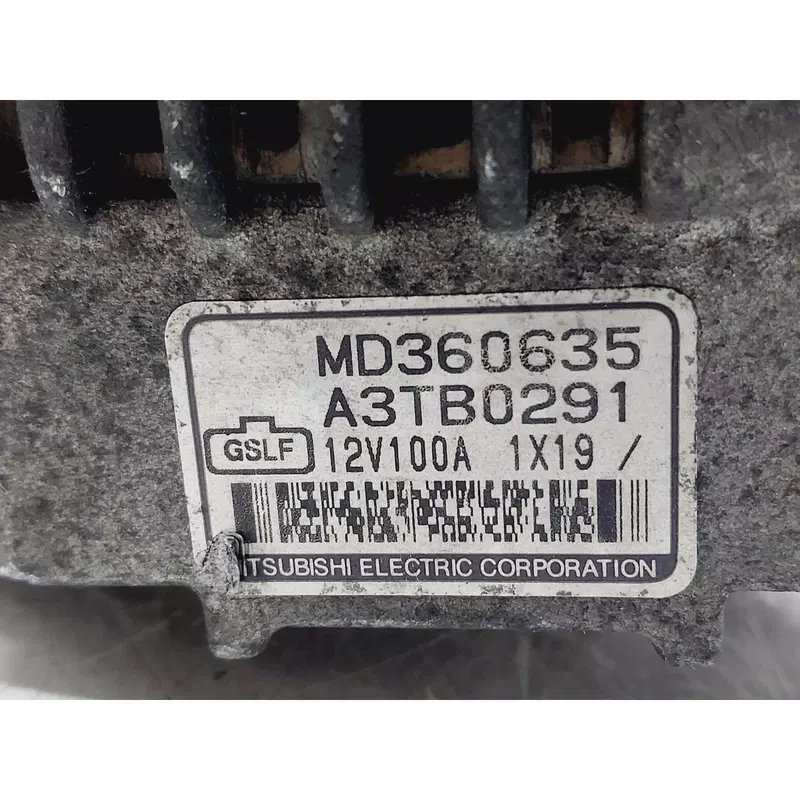 MD360635
A3TB0291
GSLF 12V100A 1X19 /
ITSUBISHI ELECTRIC CORPORATION